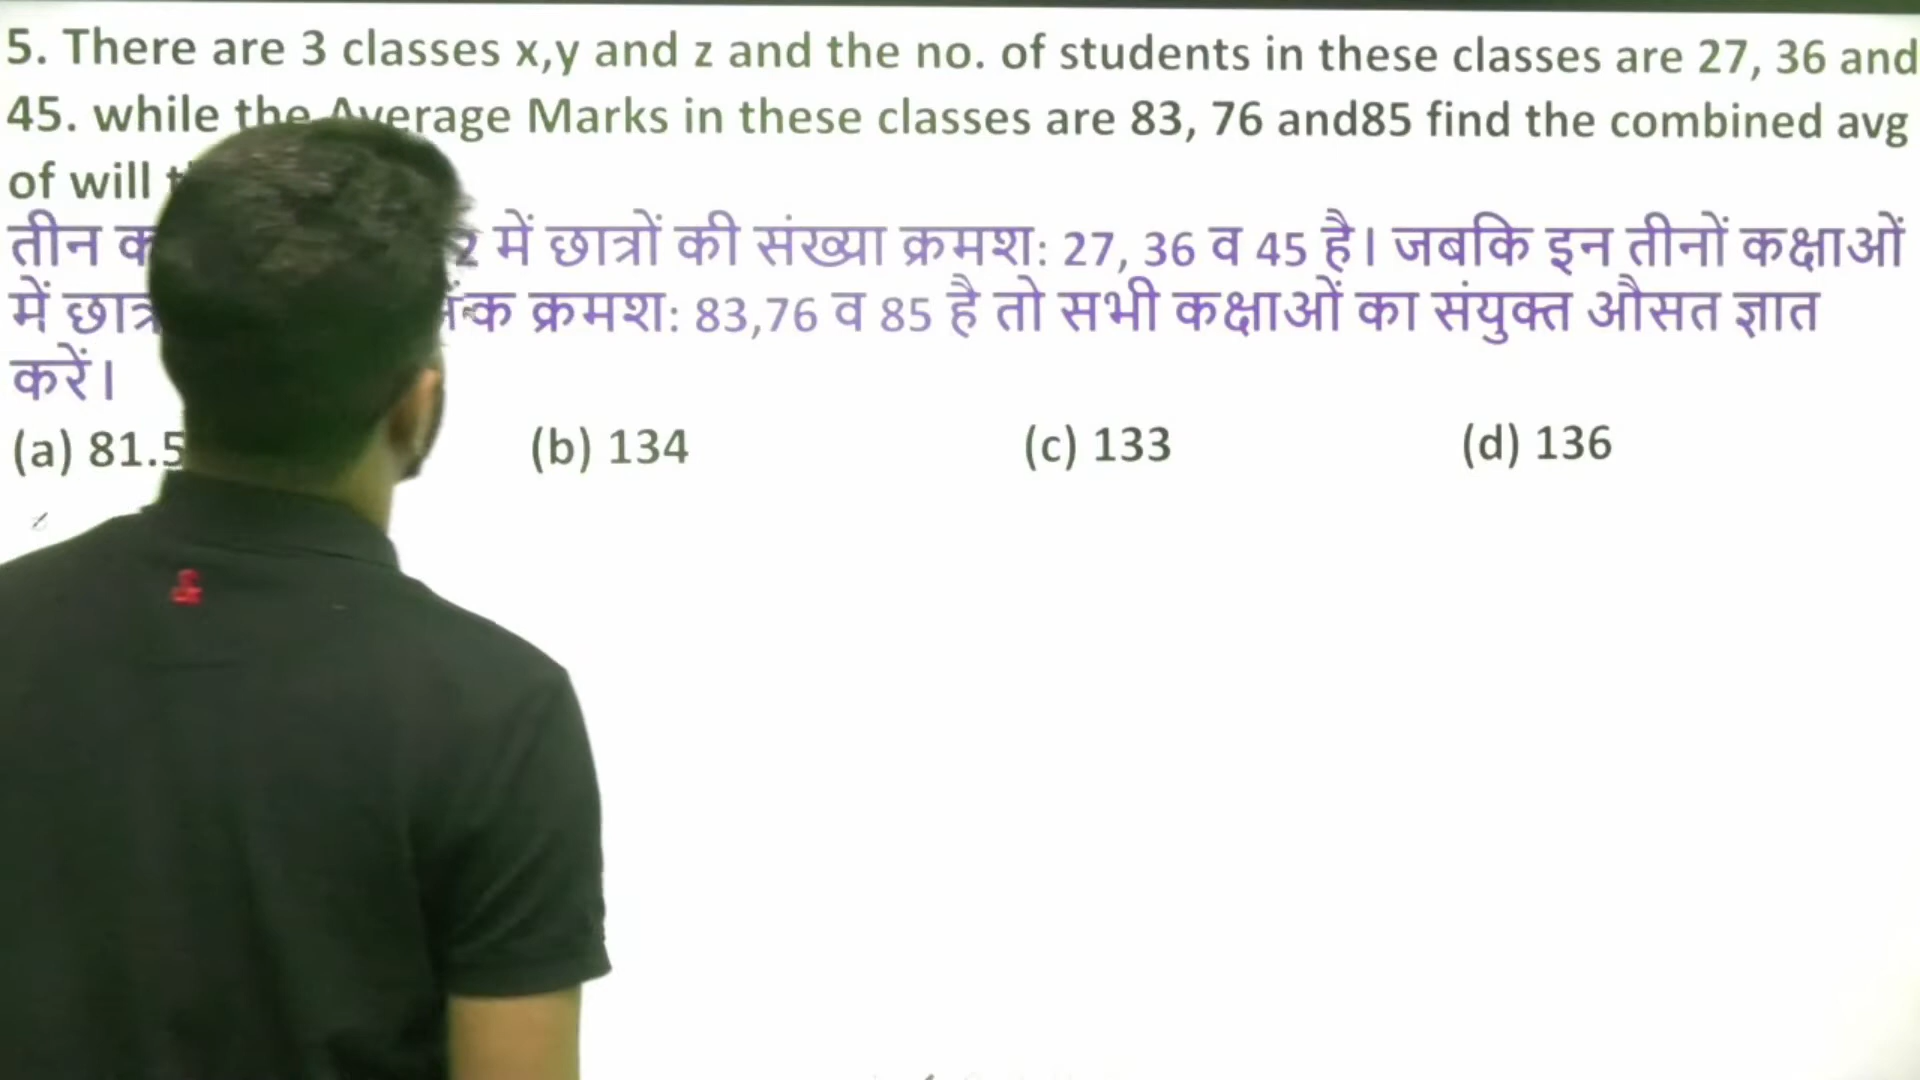 5. There are 3 classes x,y and z and the no. of students in these classes are 27, 36 and
45. while the Average Marks in these classes are 83, 76 and85 find the combined avg
of will
तीन में छात्रों की संख्या क्रमश: 27, 36 व 45 है। जबकि इन तीनों कक्षाओं
में क्रमश: 83,76 व 85 है तो सभी कक्षाओं का संयुक्त औसत ज्ञात
करें।
(a) 81.5 (b) 134 (c) 133 (d) 136